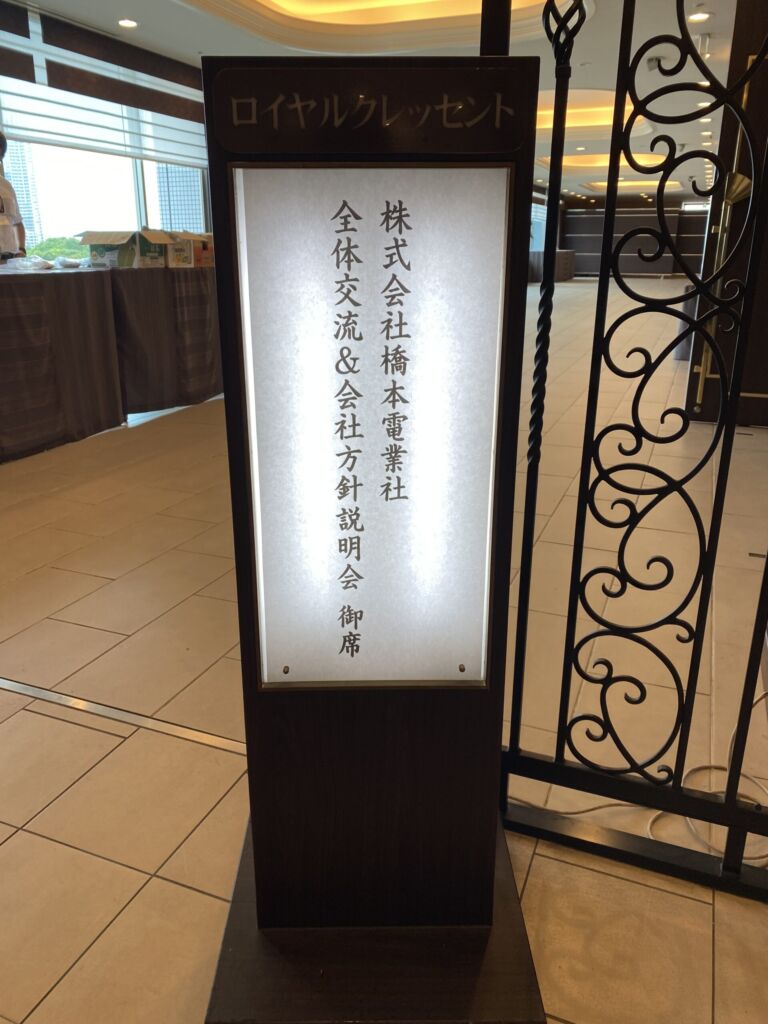 ロイヤルクレッセント
株式会社橋本電業社
全体交流&会社方針説明会 御席